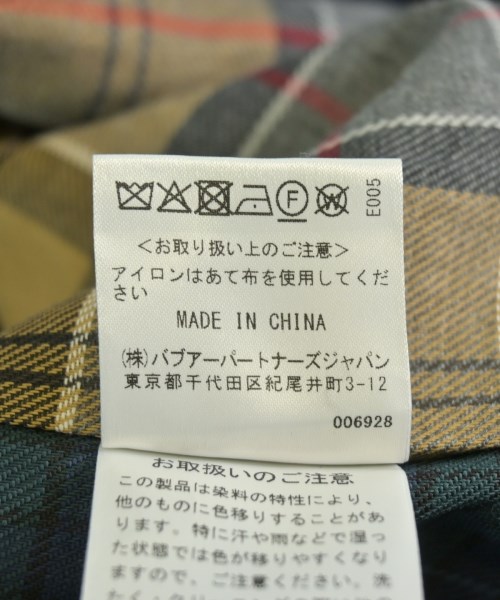 E005
＜お取り扱い上のご注意＞
アイロンはあて布を使用してくだ
さい
MADE IN CHINA
(株)バブアーパートナーズジャパン
東京都千代田区紀尾井町3-12
006928
お取扱いのご注意
この製品は染料の特性により、
他のものに色移りすることがあ
ります。特に汗や雨などで湿っ
た状態では色が移りやすくなり
ますので、ご注意ください。洗